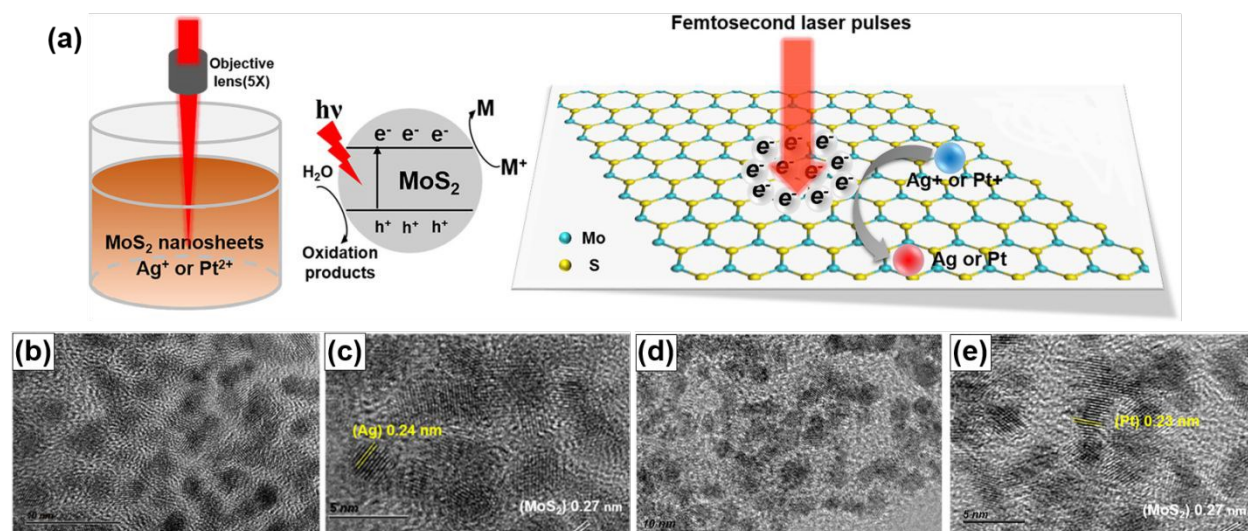 (a)
Objective
lens(5X)
MoS₂ nanosheets
Ag⁺ or Pt²⁺
hν
H₂O
Oxidation
products
e⁻ e⁻ e⁻
MoS₂
h⁺ h⁺ h⁺
M
M⁺
Femtosecond laser pulses
e⁻ e⁻ e⁻
e⁻ e⁻ e⁻
e⁻ e⁻ e⁻
e⁻ e⁻ e⁻
Ag+ or Pt+
Ag or Pt
Mo
S
(b)
10 nm
(c)
(Ag) 0.24 nm
5 nm
(MoS₂) 0.27 nm
(d)
10 nm
(e)
(Pt) 0.23 nm
5 nm
(MoS₂) 0.27 nm